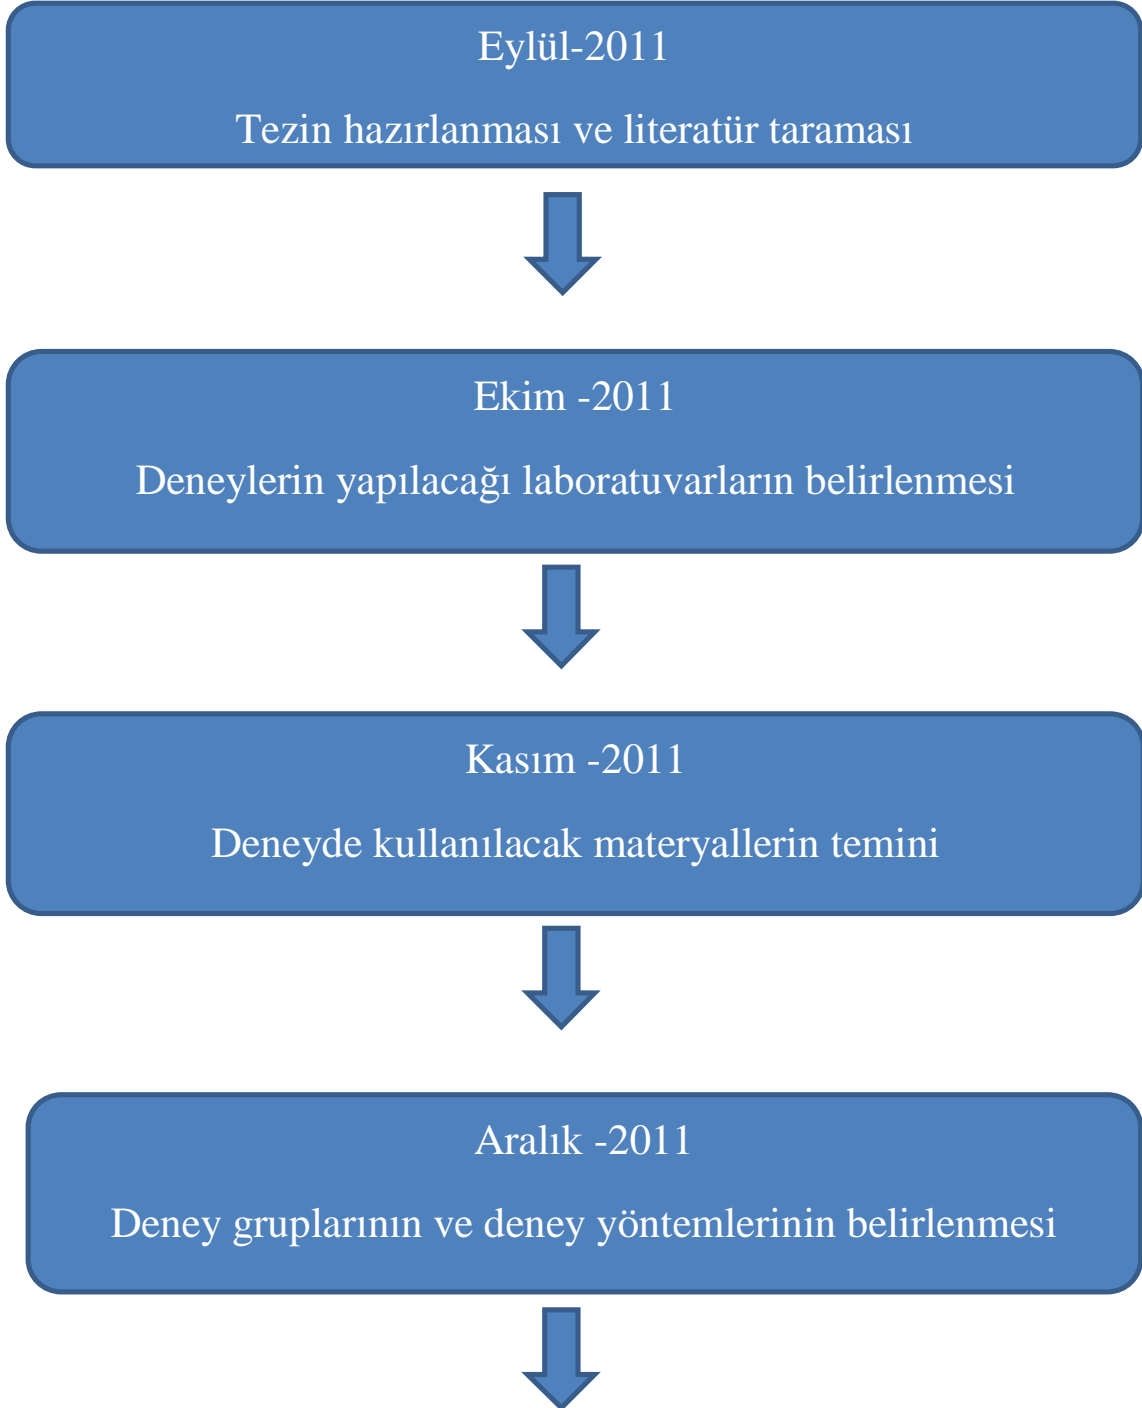 Eylül-2011
Tezin hazırlanması ve literatür taraması
Ekim -2011
Deneylerin yapılacağı laboratuvarların belirlenmesi
Kasım -2011
Deneyde kullanılacak materyallerin temini
Aralık -2011
Deney gruplarının ve deney yöntemlerinin belirlenmesi